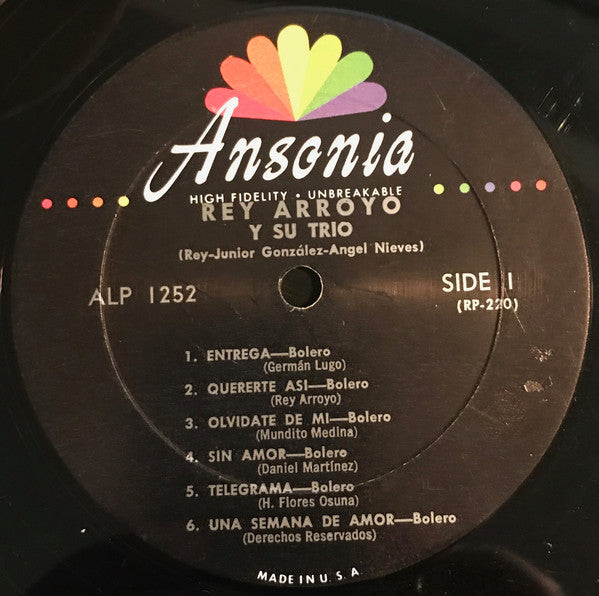 Ansonia
HIGH FIDELITY • UNBREAKABLE
REY ARROYO
Y SU TRIO
(Rey-Junior González-Angel Nieves)
ALP 1252
SIDE 1
(RP-220)
1. ENTREGA—Bolero
(Germán Lugo)
2. QUERERTE ASI—Bolero
(Rey Arroyo)
3. OLVIDATE DE MI—Bolero
(Mundito Medina)
4. SIN AMOR—Bolero
(Daniel Martínez)
5. TELEGRAMA—Bolero
(H. Flores Osuna)
6. UNA SEMANA DE AMOR—Bolero
(Derechos Reservados)
MADE IN U. S. A.